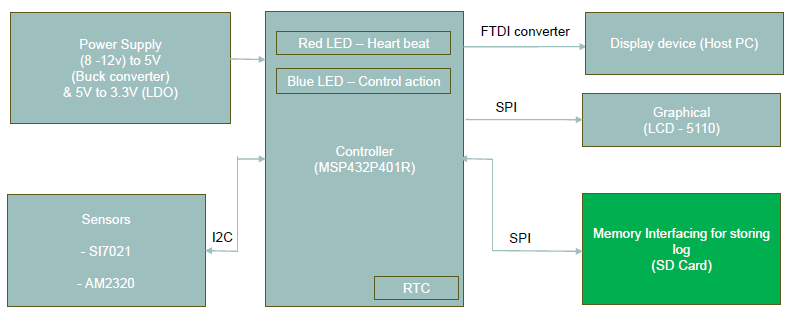 Power Supply
(8 -12v) to 5V
(Buck converter)
& 5V to 3.3V (LDO)
Red LED – Heart beat
Blue LED – Control action
Controller
(MSP432P401R)
RTC
FTDI converter
Display device (Host PC)
SPI
Graphical
(LCD - 5110)
Sensors
- SI7021
- AM2320
I2C
SPI
Memory Interfacing for storing
log
(SD Card)